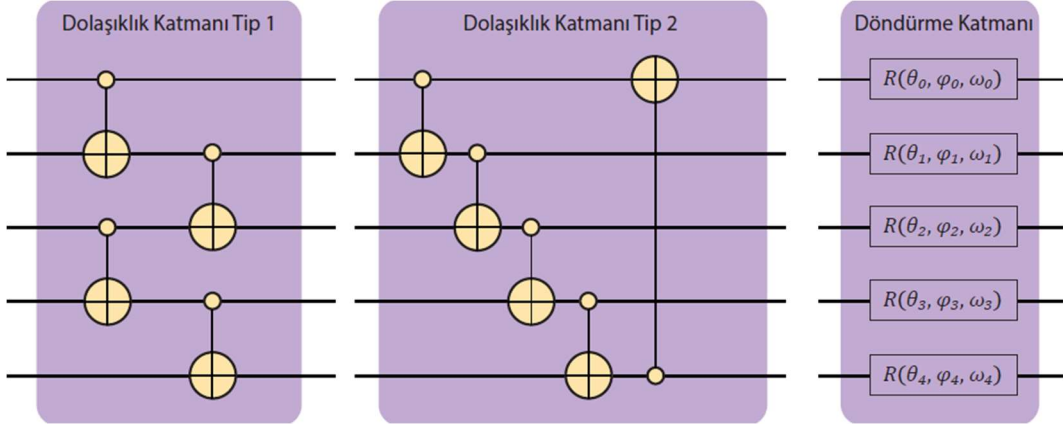 Dolaşıklık Katmanı Tip 1
Dolaşıklık Katmanı Tip 2
Döndürme Katmanı
R(θ₀, φ₀, ω₀)
R(θ₁, φ₁, ω₁)
R(θ₂, φ₂, ω₂)
R(θ₃, φ₃, ω₃)
R(θ₄, φ₄, ω₄)